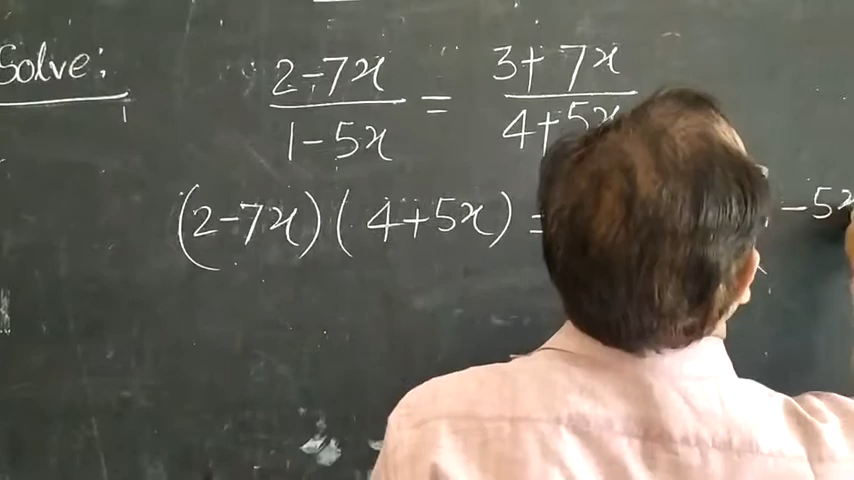 Solve: 2-7x/1-5x = 3+7x/4+5x
(2-7x)(4+5x) = -5x